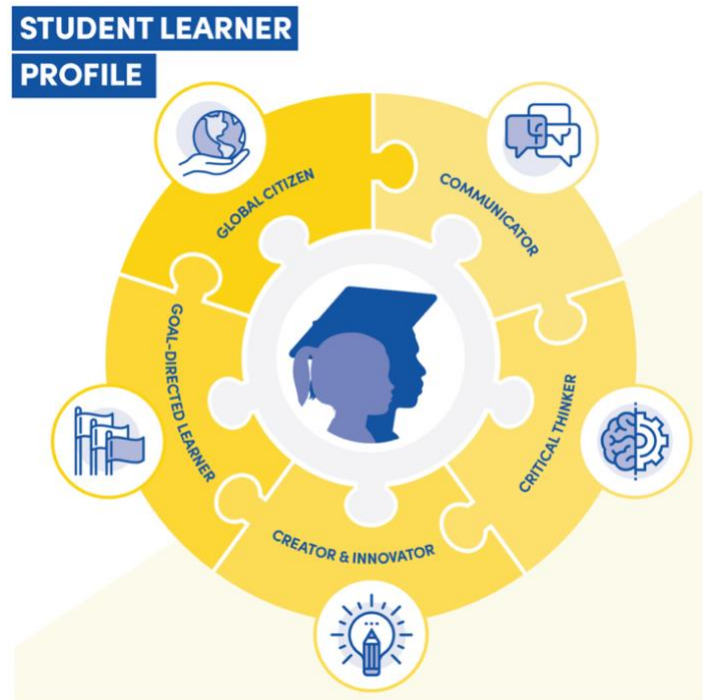 STUDENT LEARNER
PROFILE
GLOBAL CITIZEN
COMMUNICATOR
CRITICAL THINKER
CREATOR & INNOVATOR
GOAL-DIRECTED LEARNER